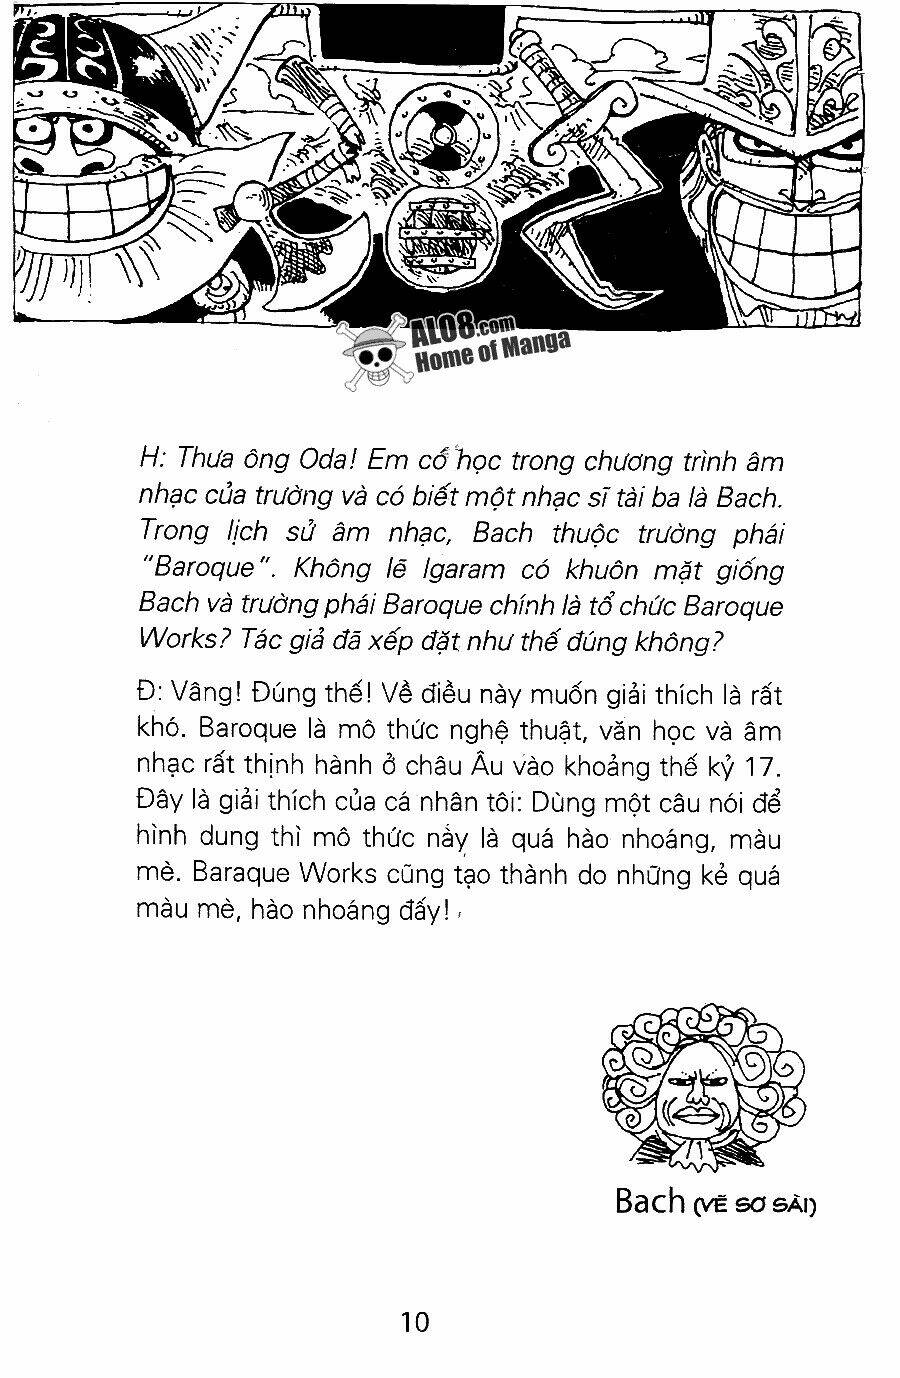 ALO8.com
Home of Manga
H: Thưa ông Oda! Em có học trong chương trình âm
nhạc của trường và có biết một nhạc sĩ tài ba là Bach.
Trong lịch sử âm nhạc, Bach thuộc trường phái
"Baroque". Không lẽ Igaram có khuôn mặt giống
Bach và trường phái Baroque chính là tổ chức Baroque
Works? Tác giả đã xếp đặt như thế đúng không?
Đ: Vâng! Đúng thế! Về điều này muốn giải thích là rất
khó. Baroque là mô thức nghệ thuật, văn học và âm
nhạc rất thịnh hành ở châu Âu vào khoảng thế kỷ 17.
Đây là giải thích của cá nhân tôi: Dùng một câu nói để
hình dung thì mô thức này là quá hào nhoáng, màu
mè. Baraque Works cũng tạo thành do những kẻ quá
màu mè, hào nhoáng đấy!
Bach (VẼ SƠ SÀI)
10